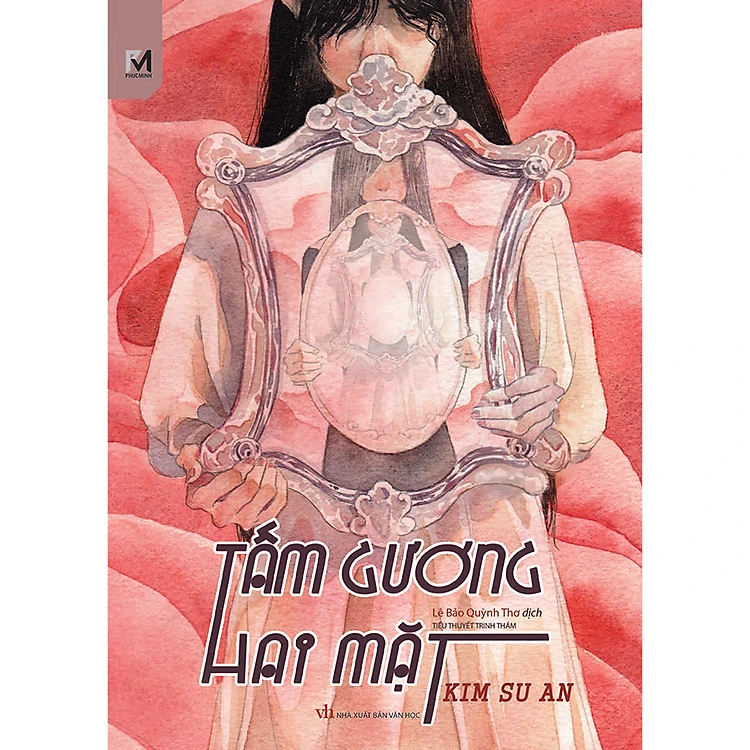 PHUCMINH
TẤM GƯƠNG
Lệ Bảo Quỳnh Thơ dịch
TIỂU THUYẾT TRINH THÁM
HAI MẶT
KIM SU AN
vh NHÀ XUẤT BẢN VĂN HỌC